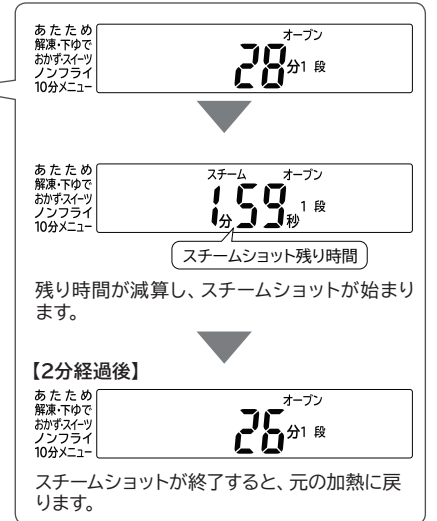 あたため
解凍・下ゆで
おかず・スイーツ
ノンフライ
10分メニュー
オーブン
28分1段
あたため
解凍・下ゆで
おかず・スイーツ
ノンフライ
10分メニュー
スチーム オーブン
1分59秒1段
スチームショット残り時間
残り時間が減算し、スチームショットが始まり
ます。
【2分経過後】
あたため
解凍・下ゆで
おかず・スイーツ
ノンフライ
10分メニュー
オーブン
26分1段
スチームショットが終了すると、元の加熱に戻
ります。